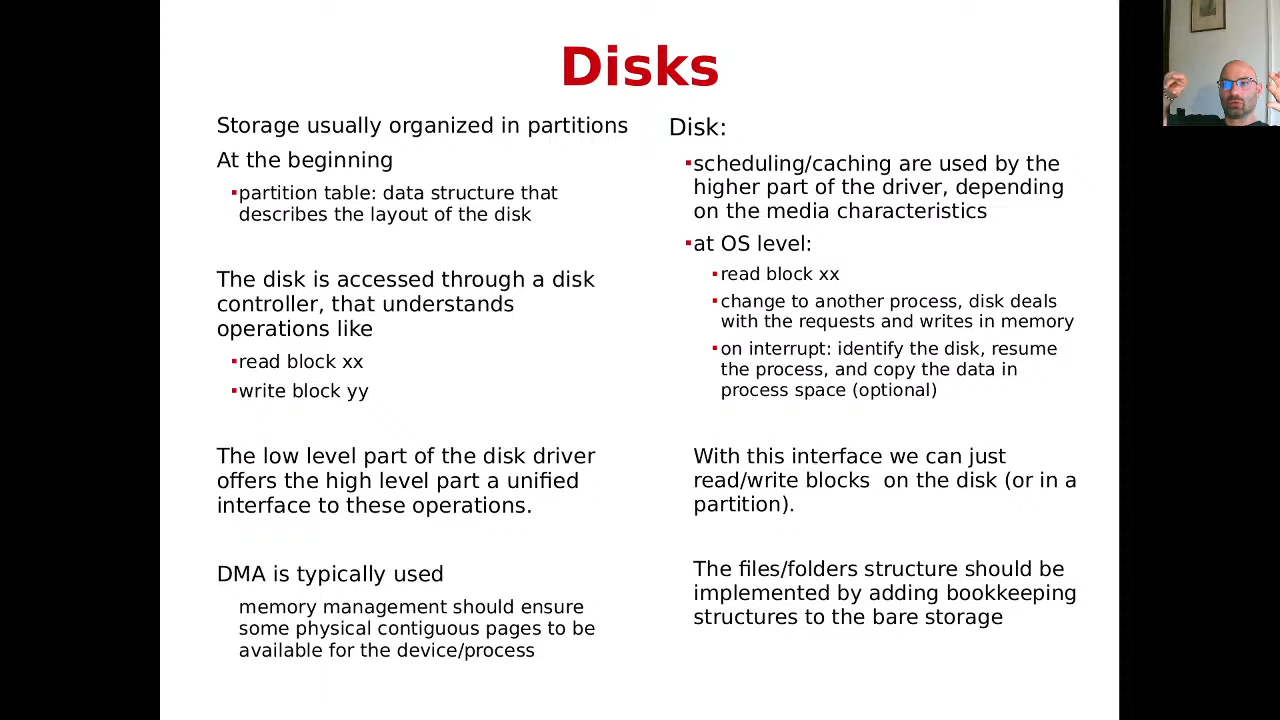 Disks
Storage usually organized in partitions
At the beginning
▪partition table: data structure that
describes the layout of the disk
The disk is accessed through a disk
controller, that understands
operations like
▪read block xx
▪write block yy
The low level part of the disk driver
offers the high level part a unified
interface to these operations.
DMA is typically used
memory management should ensure
some physical contiguous pages to be
available for the device/process
Disk:
▪scheduling/caching are used by the
higher part of the driver, depending
on the media characteristics
▪at OS level:
▪read block xx
▪change to another process, disk deals
with the requests and writes in memory
▪on interrupt: identify the disk, resume
the process, and copy the data in
process space (optional)
With this interface we can just
read/write blocks  on the disk (or in a
partition).
The files/folders structure should be
implemented by adding bookkeeping
structures to the bare storage